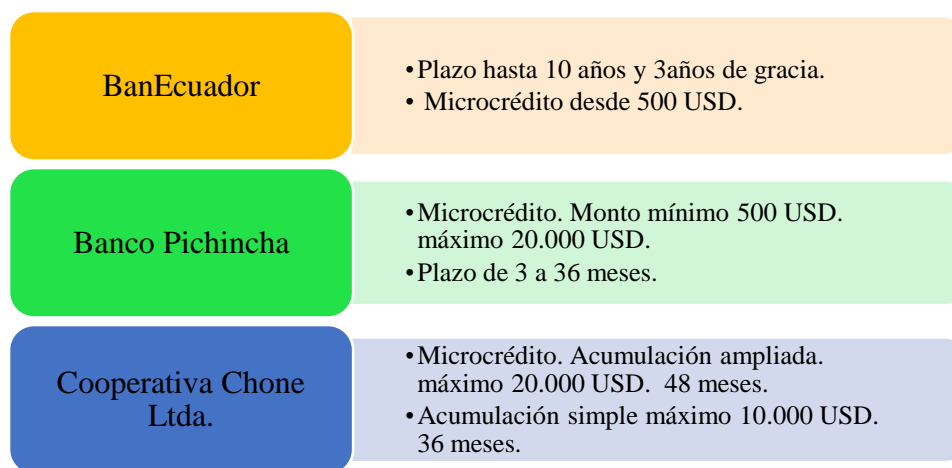 BanEcuador
•Plazo hasta 10 años y 3años de gracia.
• Microcrédito desde 500 USD.
Banco Pichincha
•Microcrédito. Monto mínimo 500 USD.
máximo 20.000 USD.
•Plazo de 3 a 36 meses.
Cooperativa Chone
Ltda.
•Microcrédito. Acumulación ampliada.
máximo 20.000 USD.  48 meses.
•Acumulación simple máximo 10.000 USD.
36 meses.